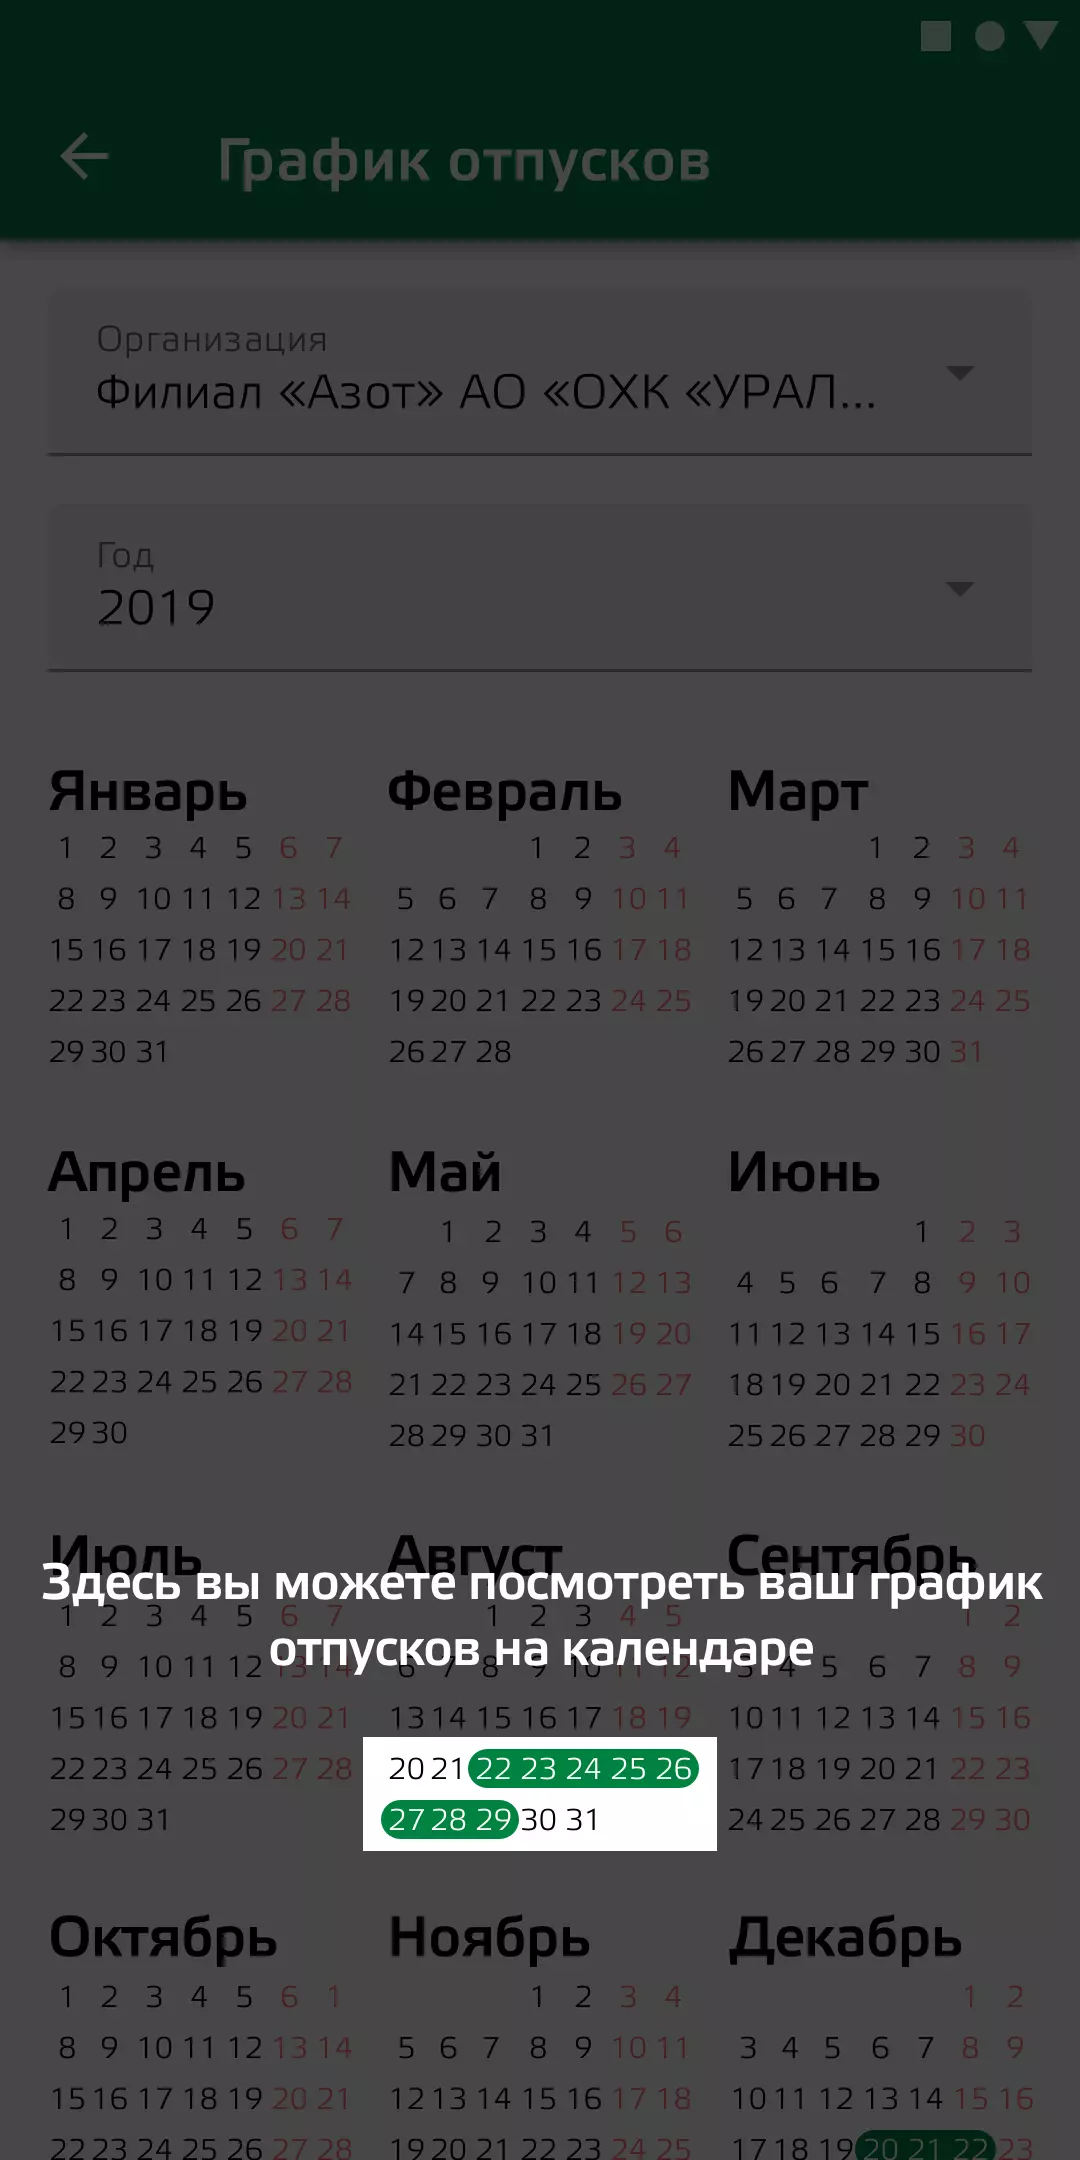 График отпусков
Организация
Филиал «Азот» АО «ОХК «УРАЛ...
Год
2019
Январь
1 2 3 4 5 6 7
8 9 10 11 12 13 14
15 16 17 18 19 20 21
22 23 24 25 26 27 28
29 30 31
Февраль
1 2 3 4
5 6 7 8 9 10 11
12 13 14 15 16 17 18
19 20 21 22 23 24 25
26 27 28
Март
1 2 3 4
5 6 7 8 9 10 11
12 13 14 15 16 17 18
19 20 21 22 23 24 25
26 27 28 29 30 31
Апрель
1 2 3 4 5 6 7
8 9 10 11 12 13 14
15 16 17 18 19 20 21
22 23 24 25 26 27 28
29 30
Май
1 2 3 4 5 6
7 8 9 10 11 12 13
14 15 16 17 18 19 20
21 22 23 24 25 26 27
28 29 30 31
Июнь
1 2 3
4 5 6 7 8 9 10
11 12 13 14 15 16 17
18 19 20 21 22 23 24
25 26 27 28 29 30
Здесь вы можете посмотреть ваш график
отпусков на календаре
Июль
1 2 3 4 5 6 7
8 9 10 11 12 13 14
15 16 17 18 19 20 21
22 23 24 25 26 27 28
29 30 31
Август
1 2 3 4 5
6 7 8 9 10 11 12
13 14 15 16 17 18 19
20 21 22 23 24 25 26
27 28 29 30 31
Сентябрь
1 2
3 4 5 6 7 8 9
10 11 12 13 14 15 16
17 18 19 20 21 22 23
24 25 26 27 28 29 30
Октябрь
1 2 3 4 5 6 1
8 9 10 11 12 13 14
15 16 17 18 19 20 21
22 23 24 25 26 27 28
Ноябрь
1 2 3 4
5 6 7 8 9 10 11
12 13 14 15 16 17 18
19 20 21 22 23 24 25
Декабрь
1 2
3 4 5 6 7 8 9
10 11 12 13 14 15 16
17 18 19 20 21 22 23